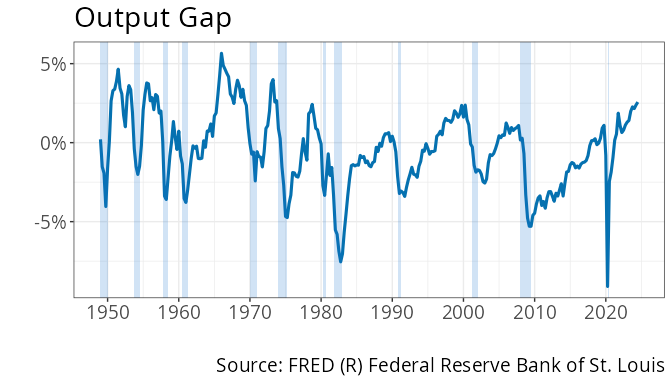 Output Gap
5%
0%
-5%
1950 1960 1970 1980 1990 2000 2010 2020
Source: FRED (R) Federal Reserve Bank of St. Louis